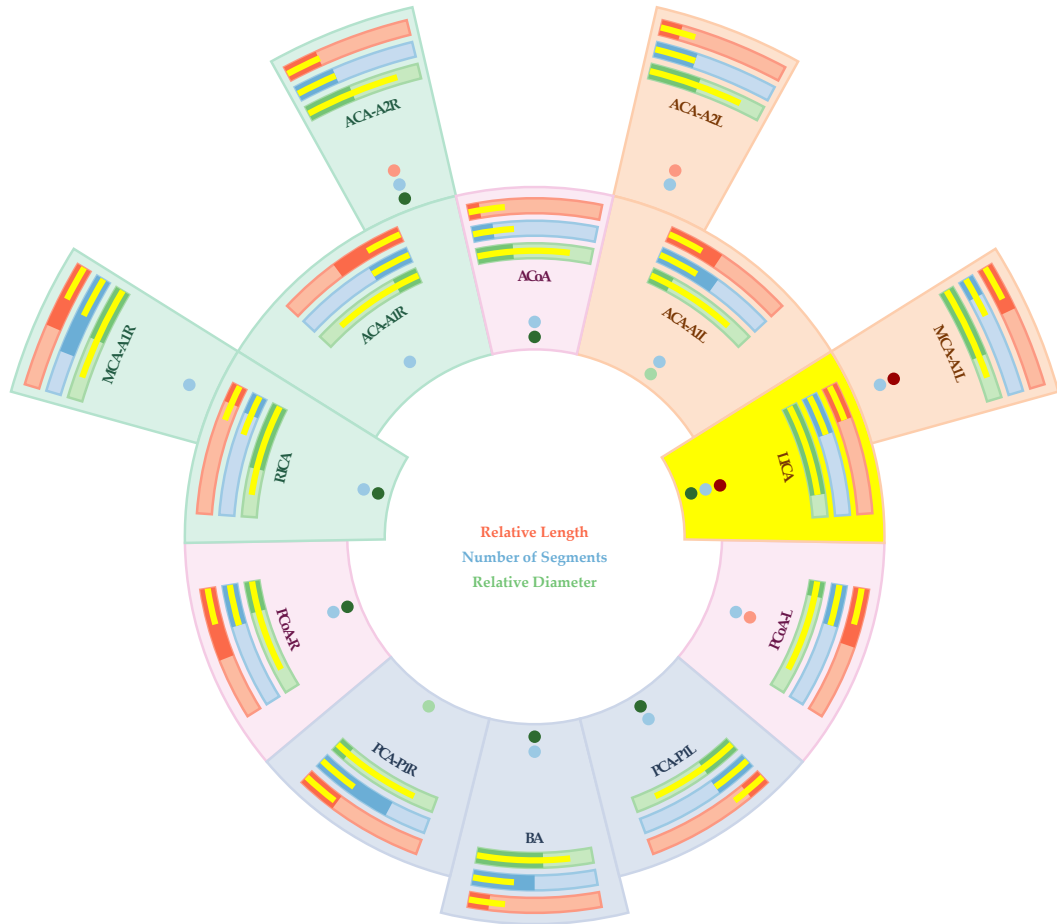 ACA-A2R
ACA-A2L
ACoA
ACA-A1R
ACA-A1L
MCA-A1R
MCA-A1L
RICA
LICA
Relative Length
Number of Segments
Relative Diameter
PCoA-R
PCoA-L
PCA-P1R
PCA-P1L
BA